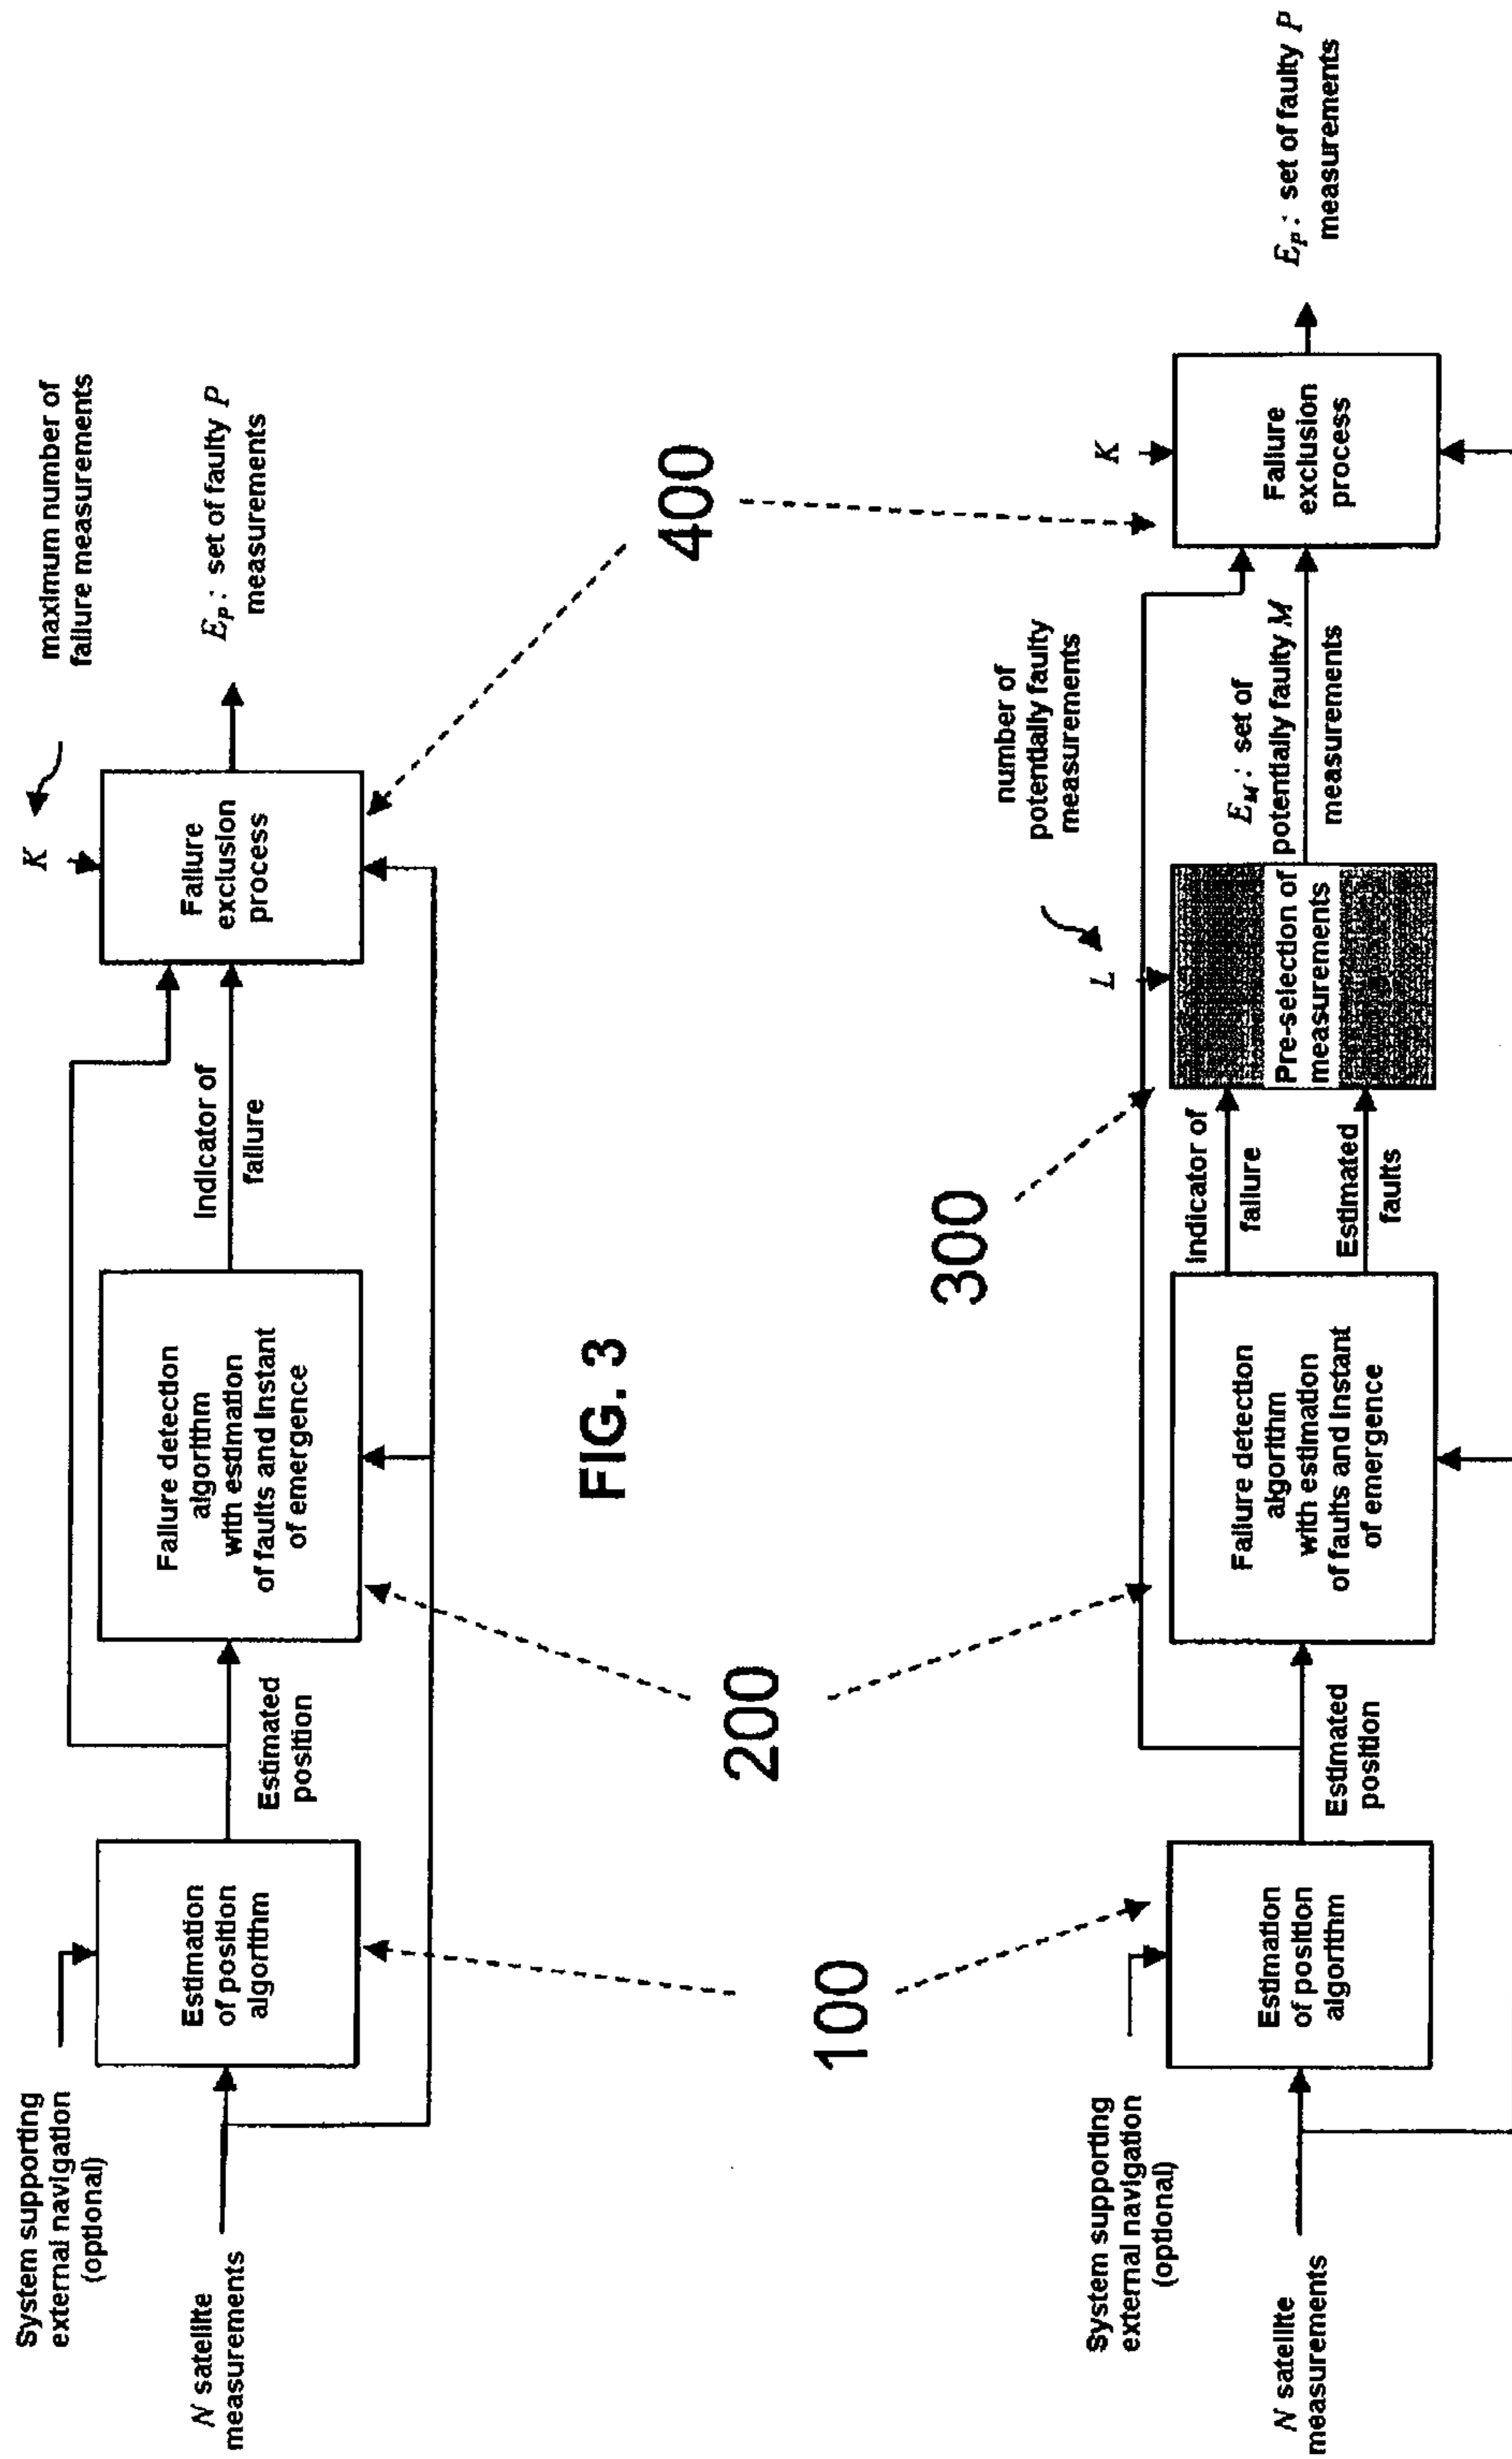 System supporting
external navigation
(optional)
N satellite
measurements
Estimation
of position
algorithm
Estimated
position
Failure detection
algorithm
with estimation
of faults and Instant
of emergence
Indicator of
failure
K
maximum number of
failure measurements
Failure
exclusion
process
E_P : set of faulty P
measurements
FIG. 3
100
200
300
400
System supporting
external navigation
(optional)
N satellite
measurements
Estimation
of position
algorithm
Estimated
position
Failure detection
algorithm
with estimation
of faults and Instant
of emergence
Indicator of
failure
Estimated
faults
L
number of
potentially faulty
measurements
Pre-selection of
measurements
E_M : set of
potentially faulty M
measurements
K
Failure
exclusion
process
E_P : set of faulty P
measurements